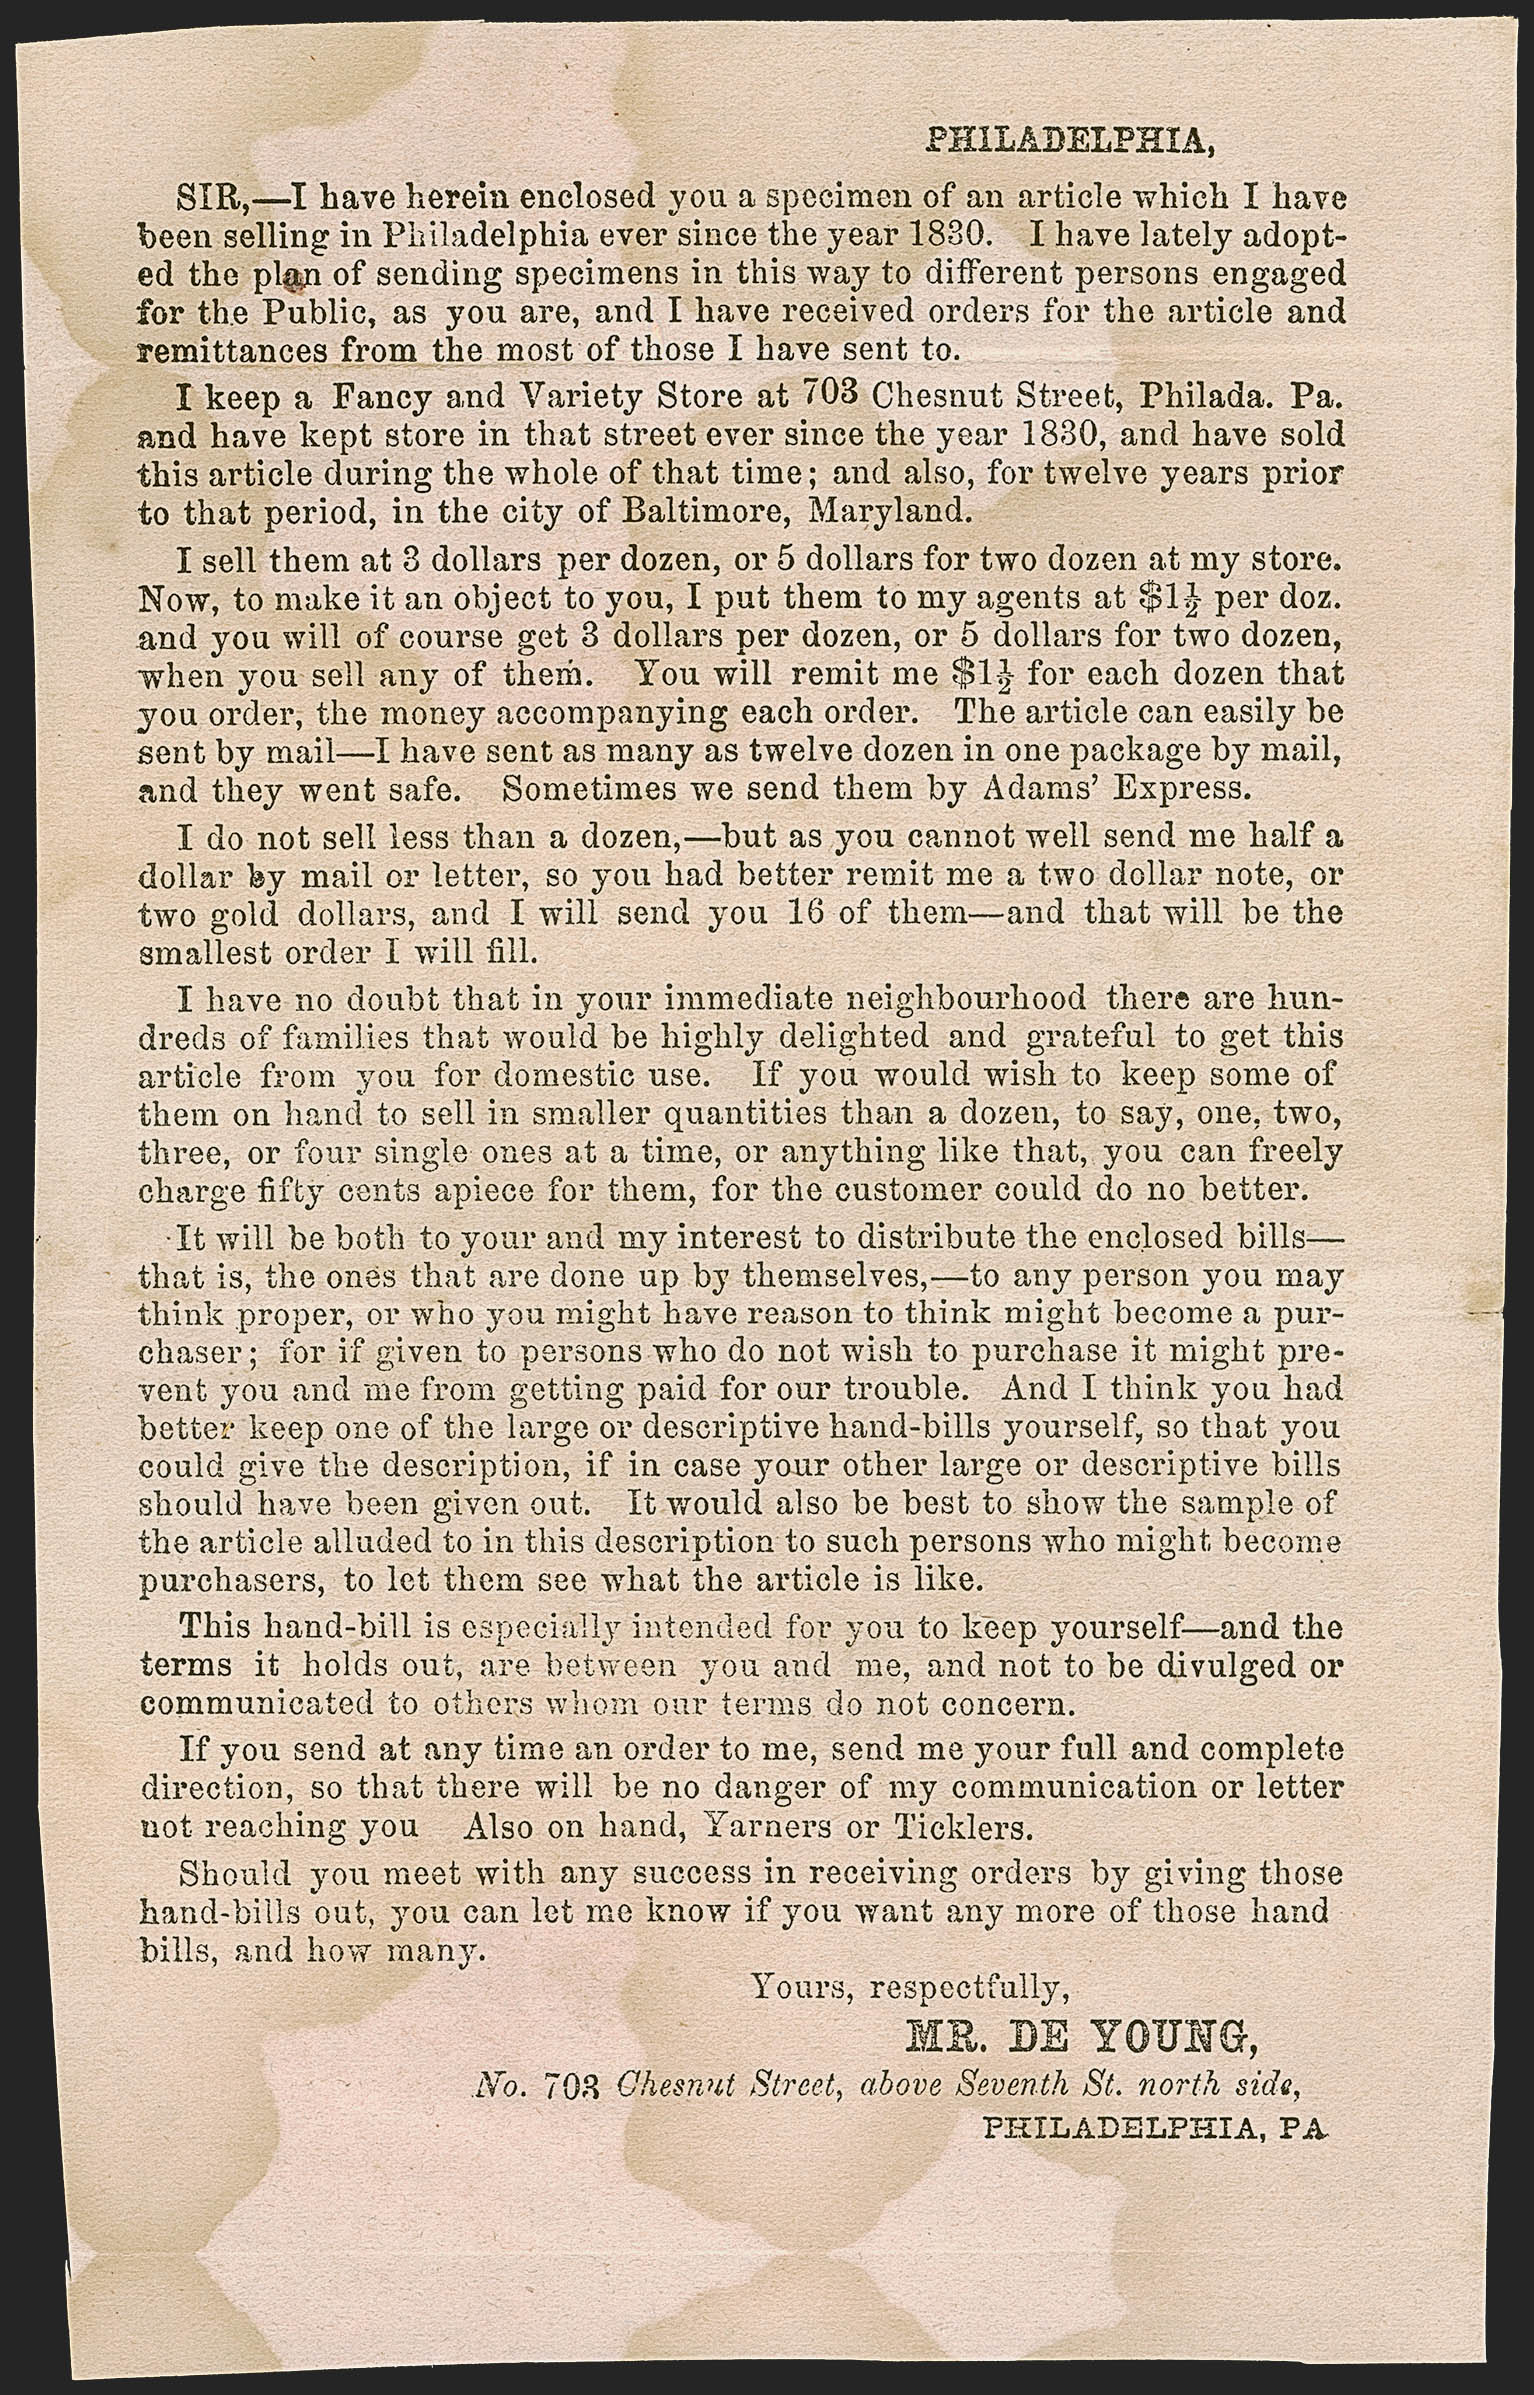 PHILADELPHIA,
SIR,—I have herein enclosed you a specimen of an article which I have
been selling in Philadelphia ever since the year 1830. I have lately adopt-
ed the plan of sending specimens in this way to different persons engaged
for the Public, as you are, and I have received orders for the article and
remittances from the most of those I have sent to.
I keep a Fancy and Variety Store at 703 Chesnut Street, Philada. Pa.
and have kept store in that street ever since the year 1830, and have sold
this article during the whole of that time; and also, for twelve years prior
to that period, in the city of Baltimore, Maryland.
I sell them at 3 dollars per dozen, or 5 dollars for two dozen at my store.
Now, to make it an object to you, I put them to my agents at $1½ per doz.
and you will of course get 3 dollars per dozen, or 5 dollars for two dozen,
when you sell any of them. You will remit me $1½ for each dozen that
you order, the money accompanying each order. The article can easily be
sent by mail—I have sent as many as twelve dozen in one package by mail,
and they went safe. Sometimes we send them by Adams' Express.
I do not sell less than a dozen,—but as you cannot well send me half a
dollar by mail or letter, so you had better remit me a two dollar note, or
two gold dollars, and I will send you 16 of them—and that will be the
smallest order I will fill.
I have no doubt that in your immediate neighbourhood there are hun-
dreds of families that would be highly delighted and grateful to get this
article from you for domestic use. If you would wish to keep some of
them on hand to sell in smaller quantities than a dozen, to say, one, two,
three, or four single ones at a time, or anything like that, you can freely
charge fifty cents apiece for them, for the customer could do no better.
It will be both to your and my interest to distribute the enclosed bills—
that is, the ones that are done up by themselves,—to any person you may
think proper, or who you might have reason to think might become a pur-
chaser; for if given to persons who do not wish to purchase it might pre-
vent you and me from getting paid for our trouble. And I think you had
better keep one of the large or descriptive hand-bills yourself, so that you
could give the description, if in case your other large or descriptive bills
should have been given out. It would also be best to show the sample of
the article alluded to in this description to such persons who might become
purchasers, to let them see what the article is like.
This hand-bill is especially intended for you to keep yourself—and the
terms it holds out, are between you and me, and not to be divulged or
communicated to others whom our terms do not concern.
If you send at any time an order to me, send me your full and complete
direction, so that there will be no danger of my communication or letter
not reaching you Also on hand, Yarners or Ticklers.
Should you meet with any success in receiving orders by giving those
hand-bills out, you can let me know if you want any more of those hand
bills, and how many.
Yours, respectfully,
MR. DE YOUNG,
No. 703 Chesnut Street, above Seventh St. north side,
PHILADELPHIA, PA